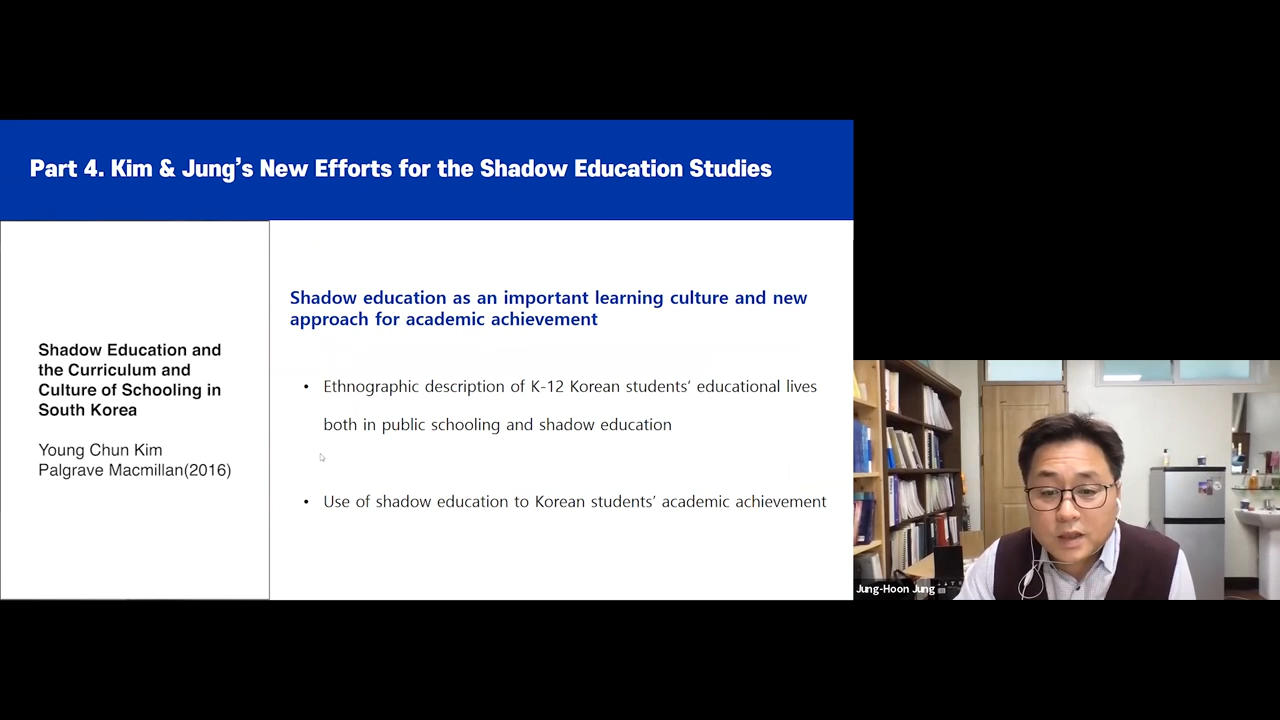 Part 4. Kim & Jung's New Efforts for the Shadow Education Studies
Shadow Education and
the Curriculum and
Culture of Schooling in
South Korea
Young Chun Kim
Palgrave Macmillan(2016)
Shadow education as an important learning culture and new
approach for academic achievement
• Ethnographic description of K-12 Korean students' educational lives
both in public schooling and shadow education
• Use of shadow education to Korean students' academic achievement
Jung-Hoon Jung